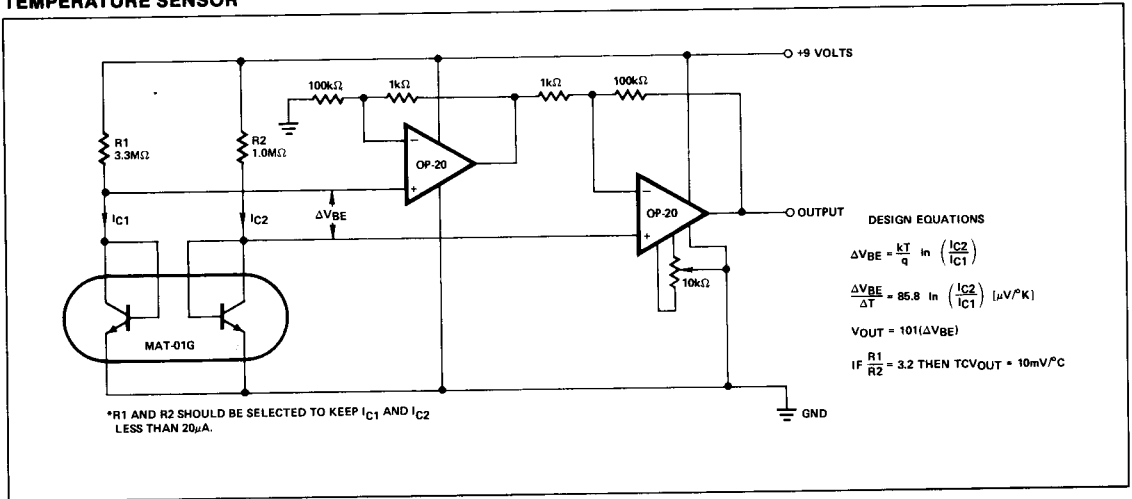 TEMPERATURE SENSOR
+9 VOLTS
100kΩ
1kΩ
1kΩ
100kΩ
R1
3.3MΩ
R2
1.0MΩ
OP-20
−
+
IC1
IC2
ΔVBE
OP-20
−
+
OUTPUT
10kΩ
MAT-01G
GND
*R1 AND R2 SHOULD BE SELECTED TO KEEP IC1 AND IC2
LESS THAN 20μA.
DESIGN EQUATIONS
ΔVBE = kT/q ln (IC2/IC1)
ΔVBE/ΔT = 85.8 ln (IC2/IC1) [μV/°K]
VOUT = 101(ΔVBE)
IF R1/R2 = 3.2 THEN TCVOUT = 10mV/°C